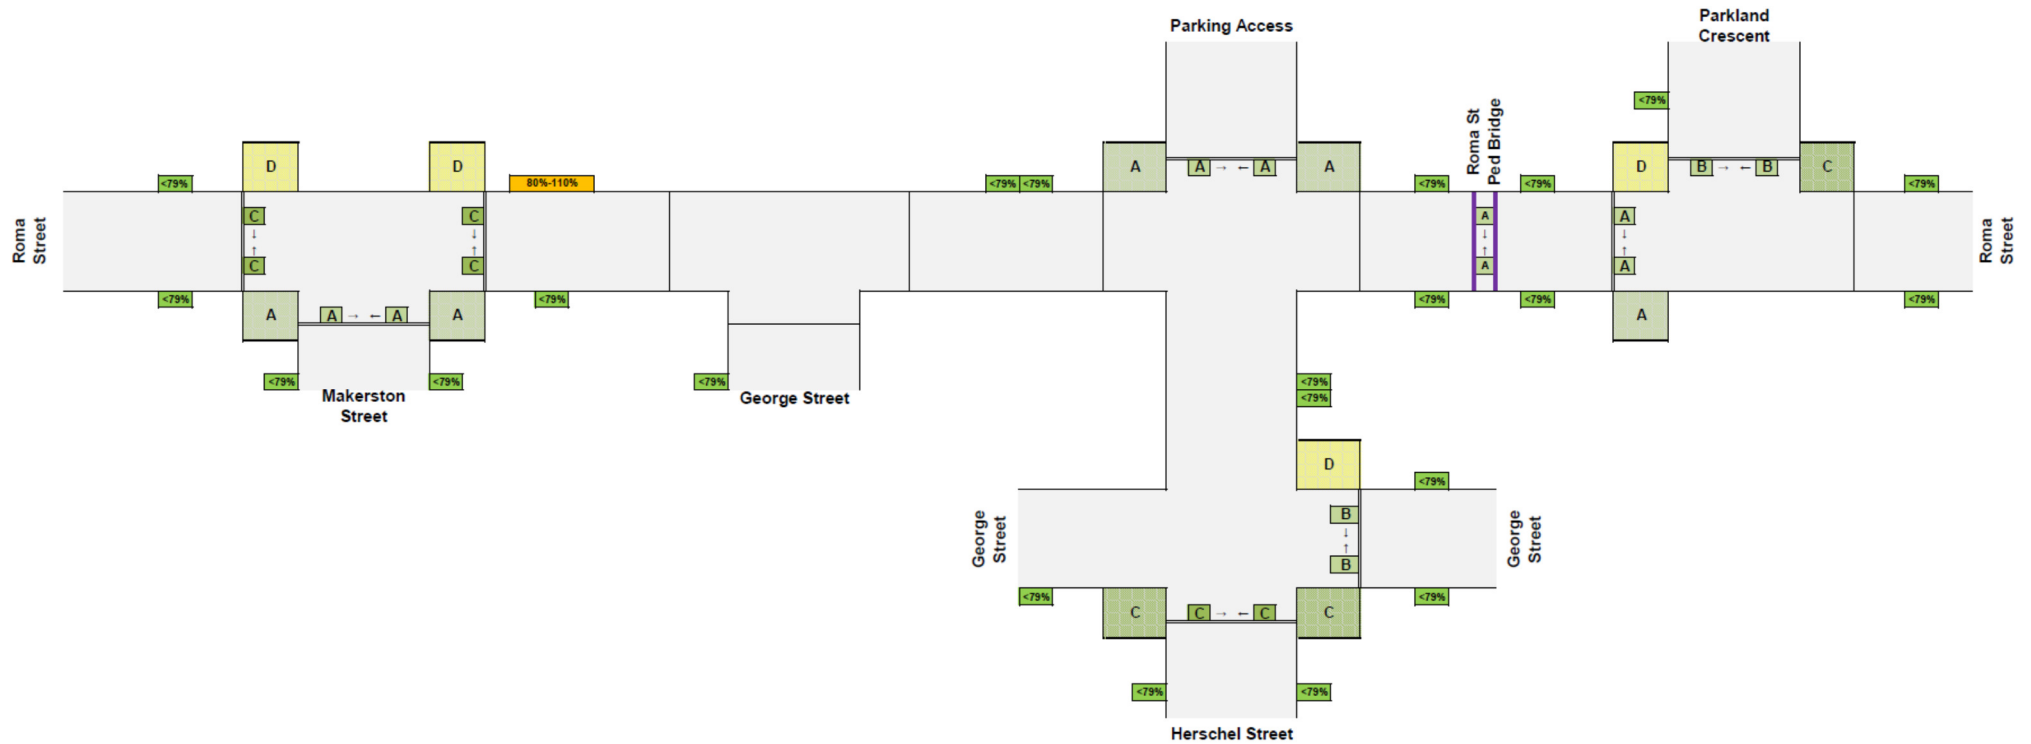 Parking Access
Parkland
Crescent
Roma St
Ped Bridge
<79%
D
D
A
A
D
C
A → ← A
B → ← B
<79%
80%-110%
<79% <79%
<79%
<79%
<79%
Roma
Street
C
↓
↑
C
C
↓
↑
C
A
↓
↑
A
A
↓
↑
A
Roma
Street
<79%
<79%
<79%
<79%
<79%
A
A
A → ← A
A
<79%
<79%
<79%
<79%
<79%
Makerston
Street
George Street
D
<79%
George
Street
B
↓
↑
B
George
Street
<79%
<79%
C
C → ← C
C
<79%
<79%
Herschel Street